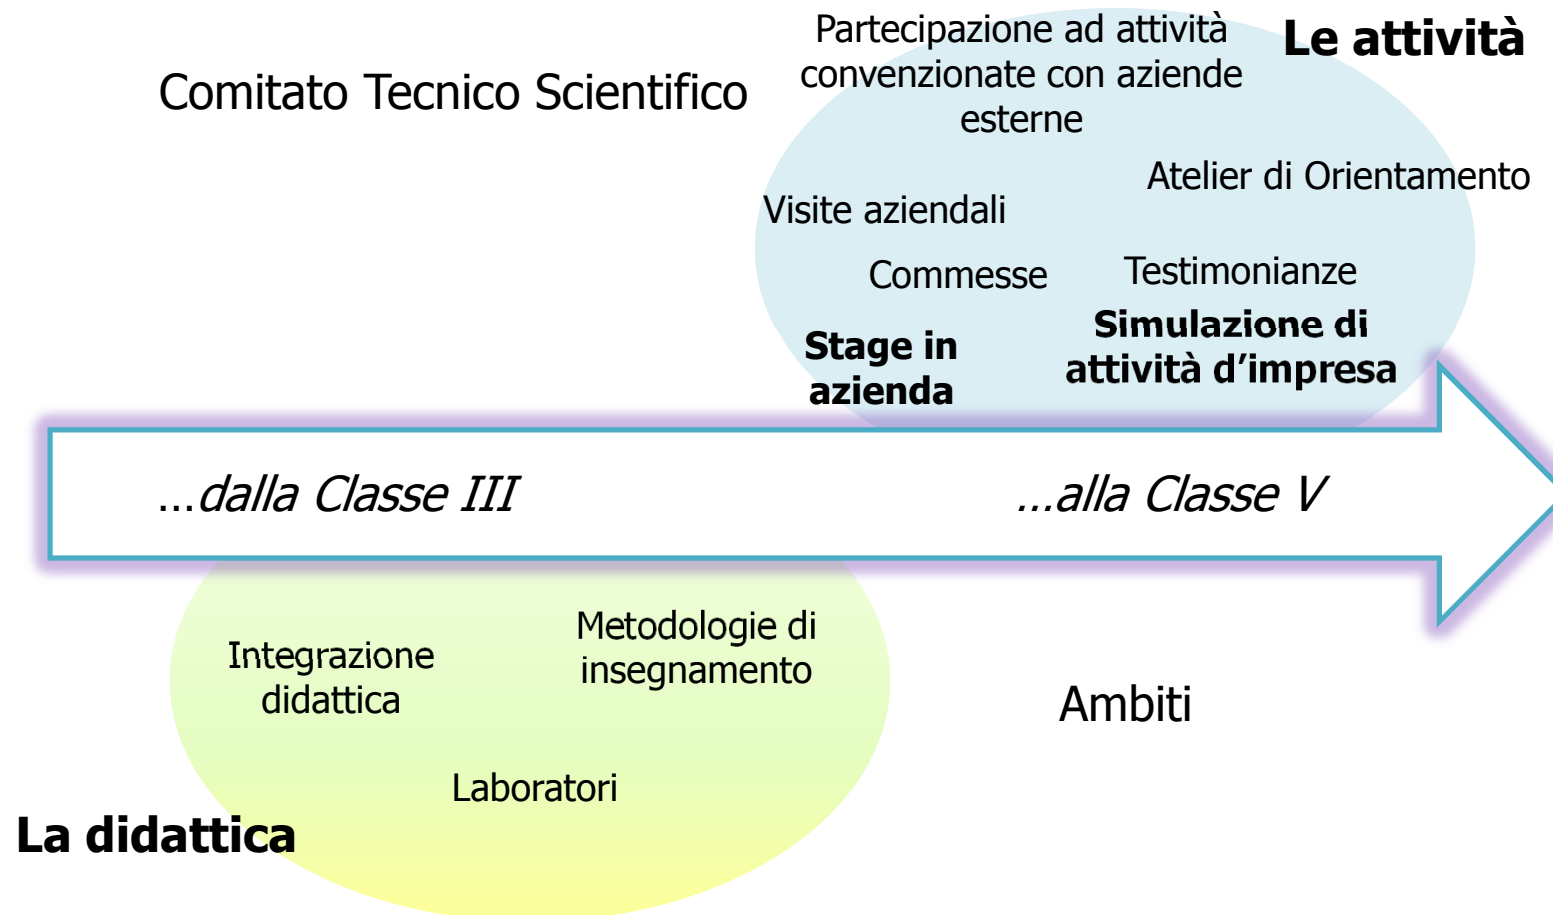 Partecipazione ad attività
convenzionate con aziende
esterne
Le attività
Comitato Tecnico Scientifico
Atelier di Orientamento
Visite aziendali
Commesse
Testimonianze
Stage in
azienda
Simulazione di
attività d’impresa
...dalla Classe III
...alla Classe V
Integrazione
didattica
Metodologie di
insegnamento
Ambiti
Laboratori
La didattica